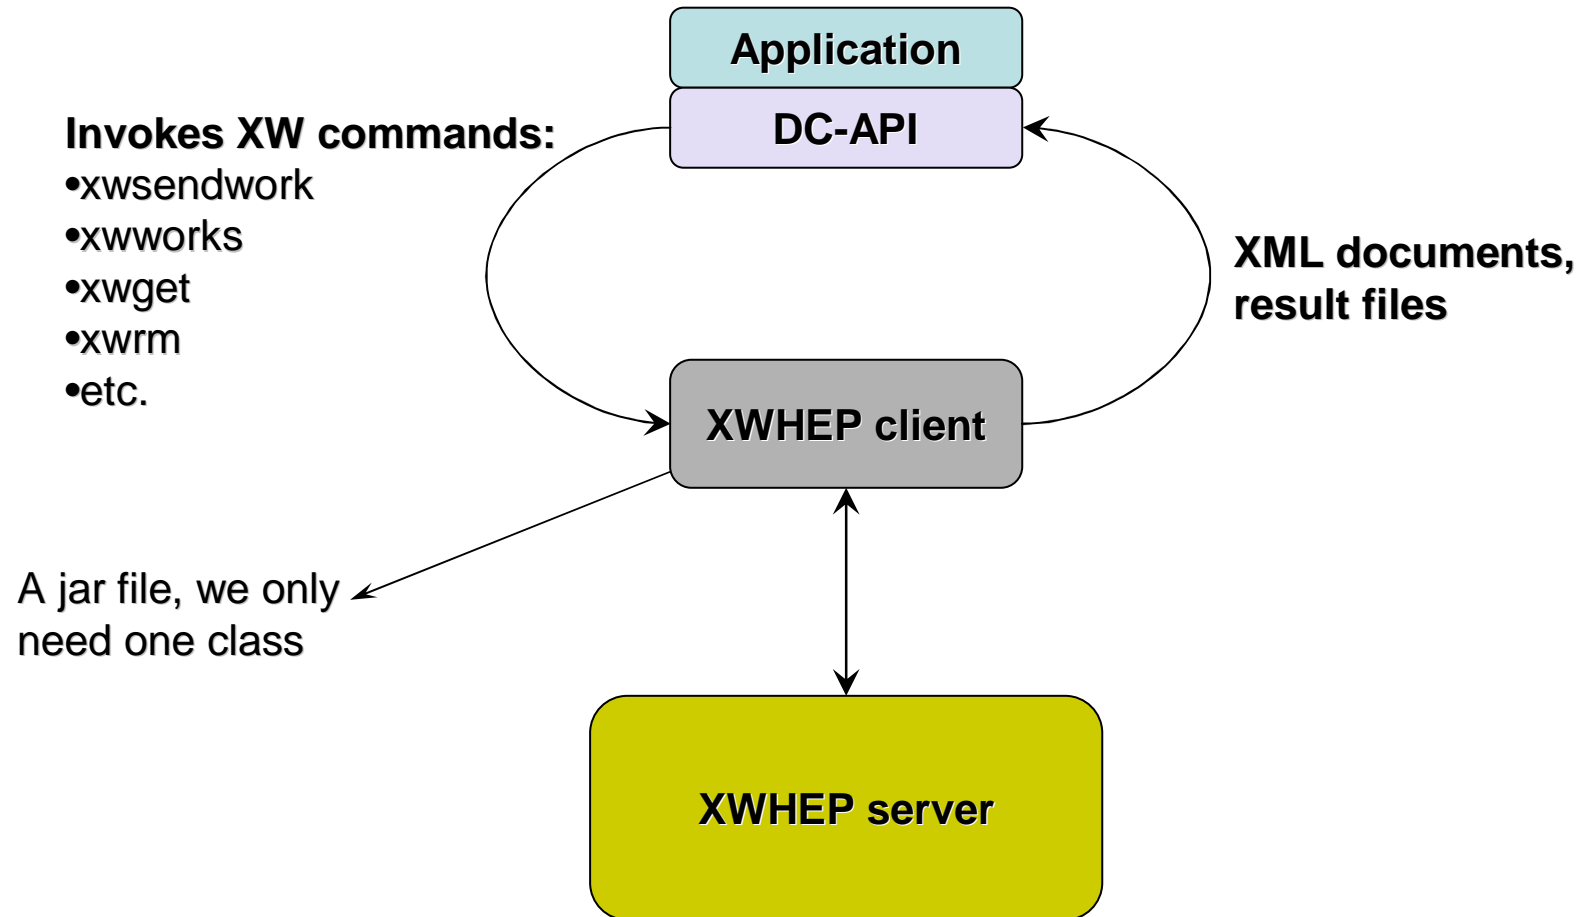 Application
DC-API
Invokes XW commands:
•xwsendwork
•xwworks
•xwget
•xwrm
•etc.
XML documents,
result files
XWHEP client
A jar file, we only
need one class
XWHEP server